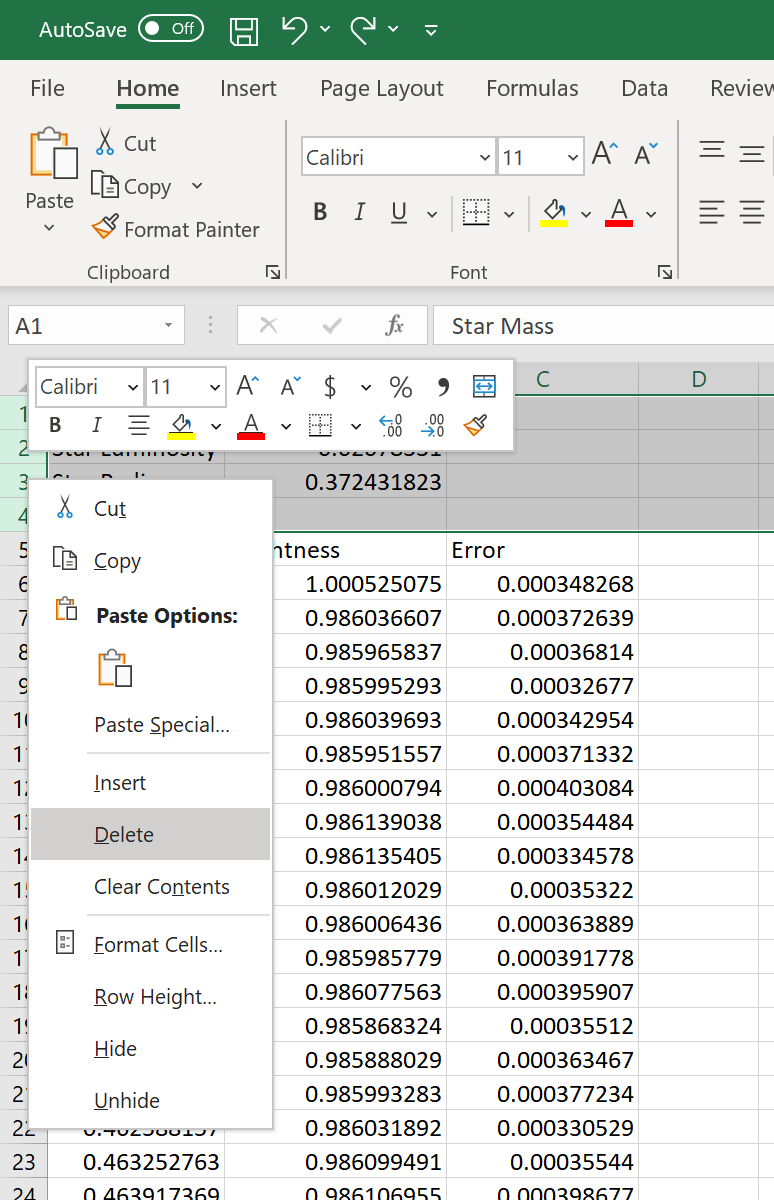 AutoSave Off
File Home Insert Page Layout Formulas Data Review
Cut
Copy
Paste
Format Painter
Calibri 11 A A
B I U A
Clipboard Font
A1 fx Star Mass
Calibri 11 A A $ % 9
B I A .00 .00
C D
1
2 Star Luminosity 0.02678551
3 0.372431823
4
5 htness Error
6 1.000525075 0.000348268
7 0.986036607 0.000372639
8 0.985965837 0.00036814
9 0.985995293 0.00032677
10 0.986039693 0.000342954
11 0.985951557 0.000371332
12 0.986000794 0.000403084
13 0.986139038 0.000354484
14 0.986135405 0.000334578
15 0.986012029 0.00035322
16 0.986006436 0.000363889
17 0.985985779 0.000391778
18 0.986077563 0.000395907
19 0.985868324 0.00035512
20 0.985888029 0.000363467
21 0.985993283 0.000377234
22 0.986031892 0.000330529
23 0.463252763 0.986099491 0.00035544
24 0.463917369 0.986106955 0.000398677
Cut
Copy
Paste Options:
Paste Special...
Insert
Delete
Clear Contents
Format Cells...
Row Height...
Hide
Unhide